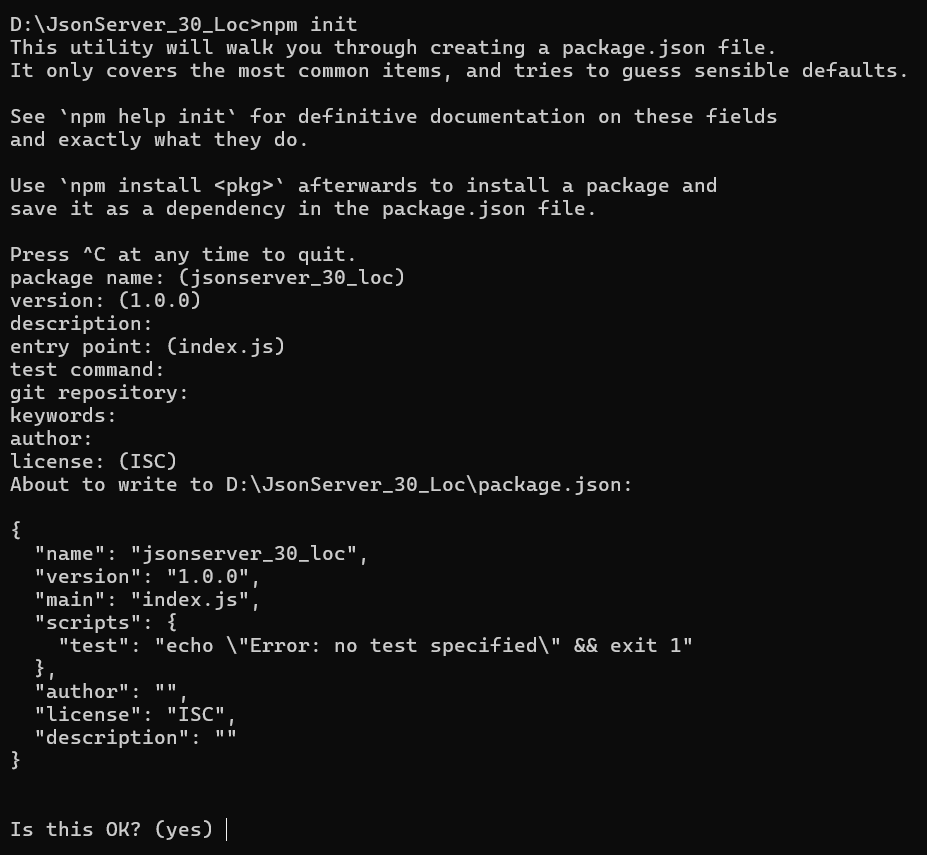 D:\JsonServer_30_Loc>npm init
This utility will walk you through creating a package.json file.
It only covers the most common items, and tries to guess sensible defaults.
See `npm help init` for definitive documentation on these fields
and exactly what they do.
Use `npm install <pkg>` afterwards to install a package and
save it as a dependency in the package.json file.
Press ^C at any time to quit.
package name: (jsonserver_30_loc)
version: (1.0.0)
description:
entry point: (index.js)
test command:
git repository:
keywords:
author:
license: (ISC)
About to write to D:\JsonServer_30_Loc\package.json:
{
  "name": "jsonserver_30_loc",
  "version": "1.0.0",
  "main": "index.js",
  "scripts": {
    "test": "echo \"Error: no test specified\" && exit 1"
  },
  "author": "",
  "license": "ISC",
  "description": ""
}
Is this OK? (yes)